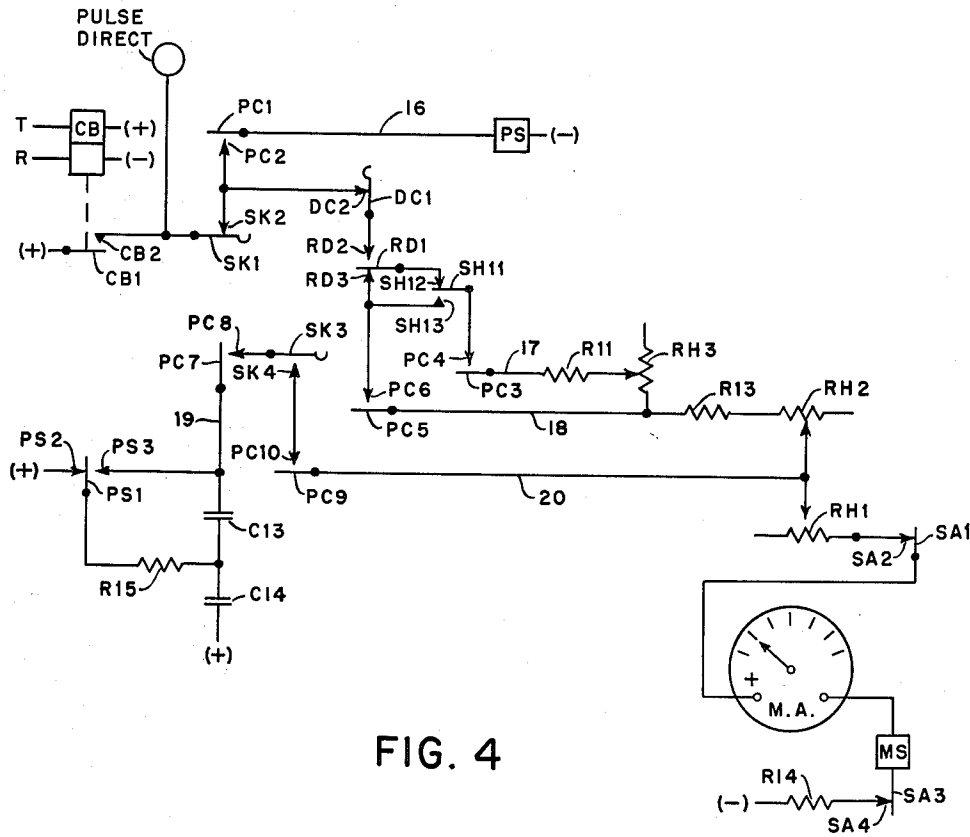 PULSE
DIRECT
T CB (+)
R (-)
PC1 16 PS (-)
PC2
DC2 DC1
SK2
CB2 SK1
(+) CB1
RD2 RD1
RD3 SH12 SH11
SH13
PC8 SK3
PC7 SK4
PC4 17 R11 RH3
PC3
PC6 R13 RH2
PC5 18
19
PS2 PS3 PC10
(+) PS1 PC9 20
C13 RH1 SA1
SA2
R15 C14
(+)
+ M.A.
MS
FIG. 4
R14 SA3
(-) SA4